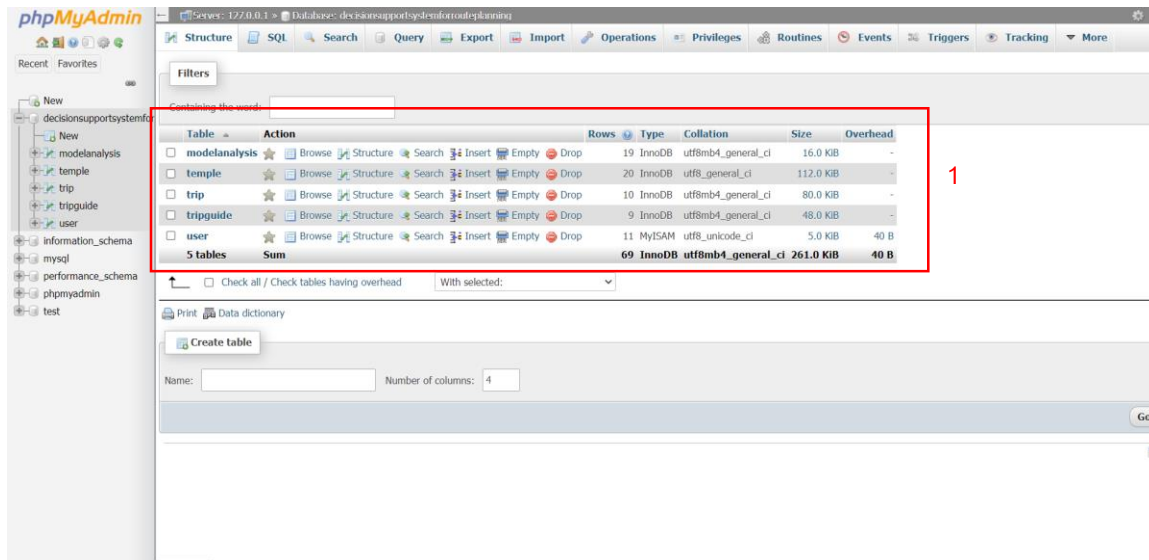 phpMyAdmin
Server: 127.0.0.1 » Database: decisionsupportsystemforrouteplanning
Structure SQL Search Query Export Import Operations Privileges Routines Events Triggers Tracking More
Recent Favorites
New
decisionsupportsystemfor
New
modelanalysis
temple
trip
tripguide
user
information_schema
mysql
performance_schema
phpmyadmin
test
Filters
Containing the word:
Table Action Rows Type Collation Size Overhead
modelanalysis Browse Structure Search Insert Empty Drop 19 InnoDB utf8mb4_general_ci 16.0 KiB -
temple Browse Structure Search Insert Empty Drop 20 InnoDB utf8_general_ci 112.0 KiB -
trip Browse Structure Search Insert Empty Drop 10 InnoDB utf8mb4_general_ci 80.0 KiB -
tripguide Browse Structure Search Insert Empty Drop 9 InnoDB utf8mb4_general_ci 48.0 KiB -
user Browse Structure Search Insert Empty Drop 11 MyISAM utf8_unicode_ci 5.0 KiB 40 B
5 tables Sum 69 InnoDB utf8mb4_general_ci 261.0 KiB 40 B
1
Check all / Check tables having overhead With selected:
Print Data dictionary
Create table
Name: Number of columns: 4
Go